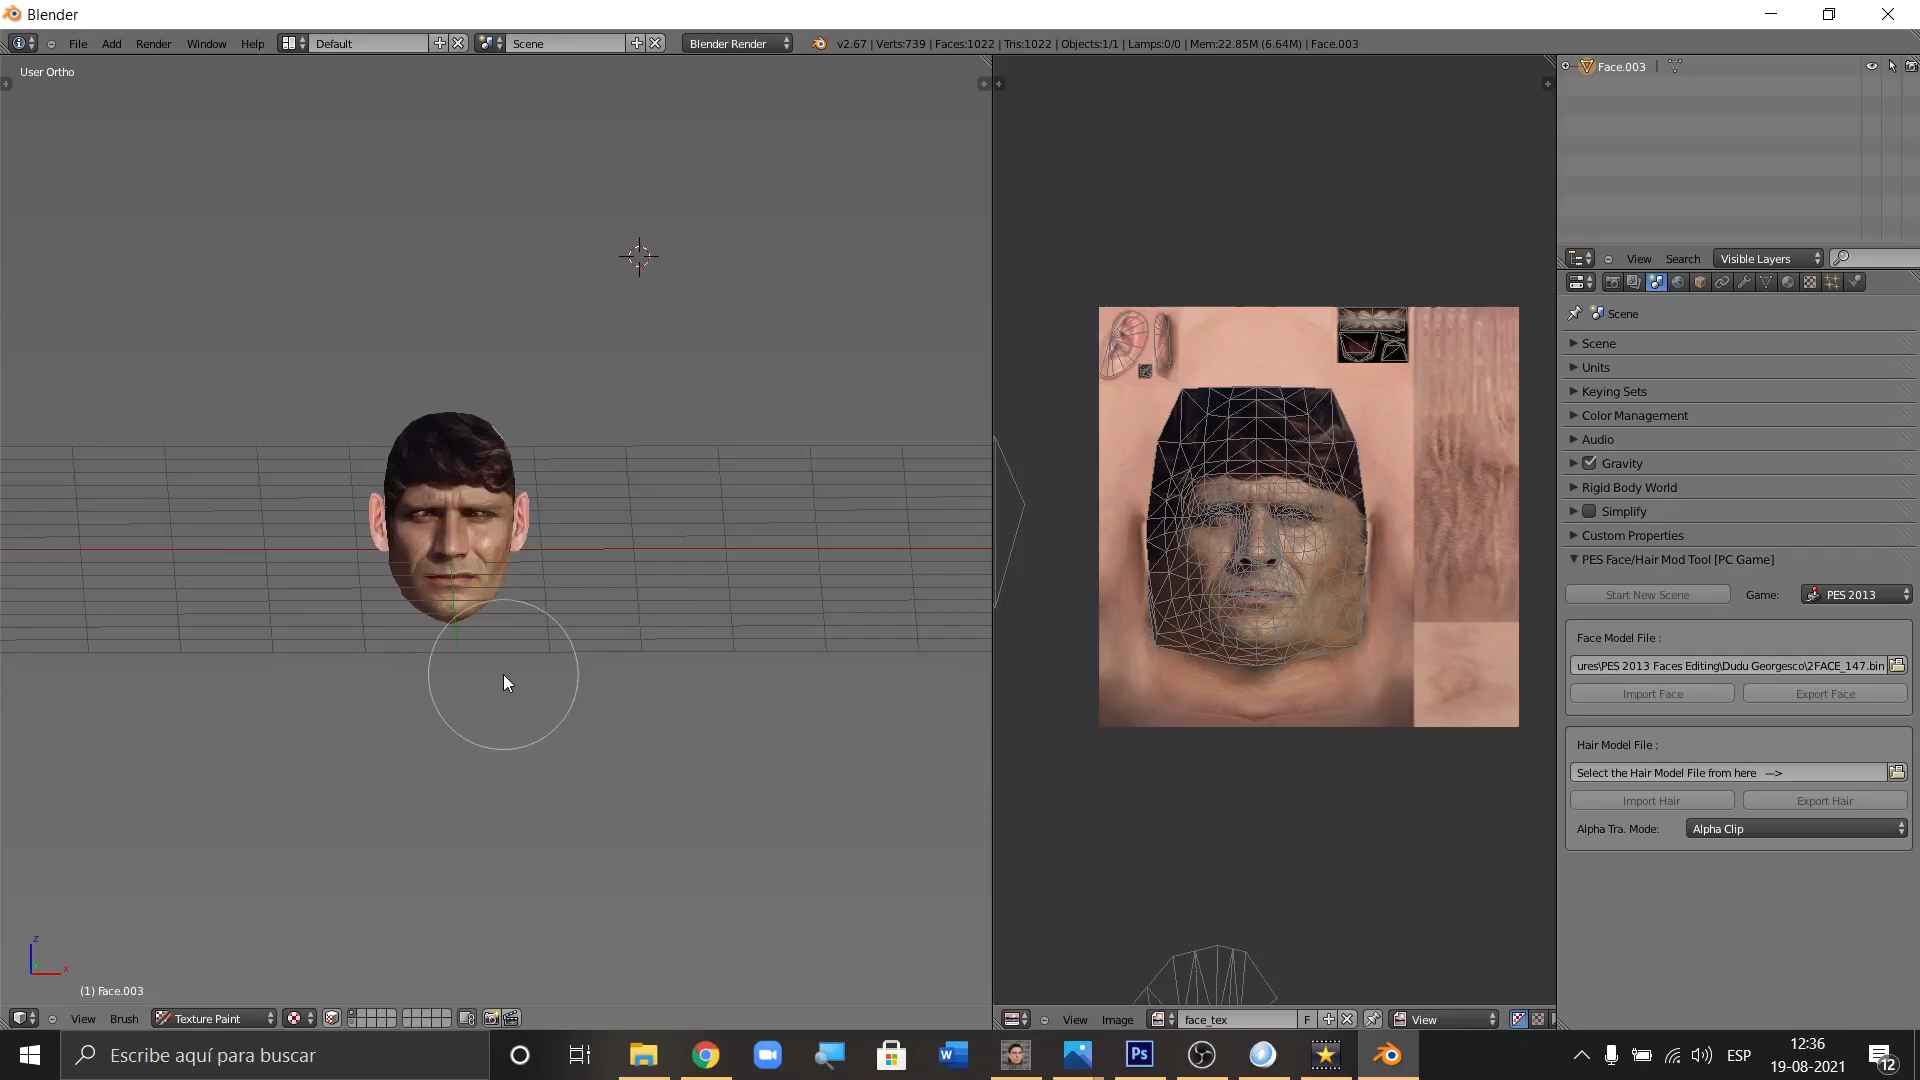 Blender
File Add Render Window Help Default Scene Blender Render v2.67 | Verts:739 | Faces:1022 | Tris:1022 | Objects:1/1 | Lamps:0/0 | Mem:22.85M (6.64M) | Face.003
User Ortho
Face.003
View Search Visible Layers
Scene
Scene
Units
Keying Sets
Color Management
Audio
Gravity
Rigid Body World
Simplify
Custom Properties
PES Face/Hair Mod Tool [PC Game]
Start New Scene Game: PES 2013
Face Model File :
ures\PES 2013 Faces Editing\Dudu Georgesco\2FACE_147.bin
Import Face Export Face
Hair Model File :
Select the Hair Model File from here -->
Import Hair Export Hair
Alpha Tra. Mode: Alpha Clip
z
x
(1) Face.003
View Brush Texture Paint
View Image face_tex F View
Escribe aquí para buscar
W Ps ESP
12:36
19-08-2021
12